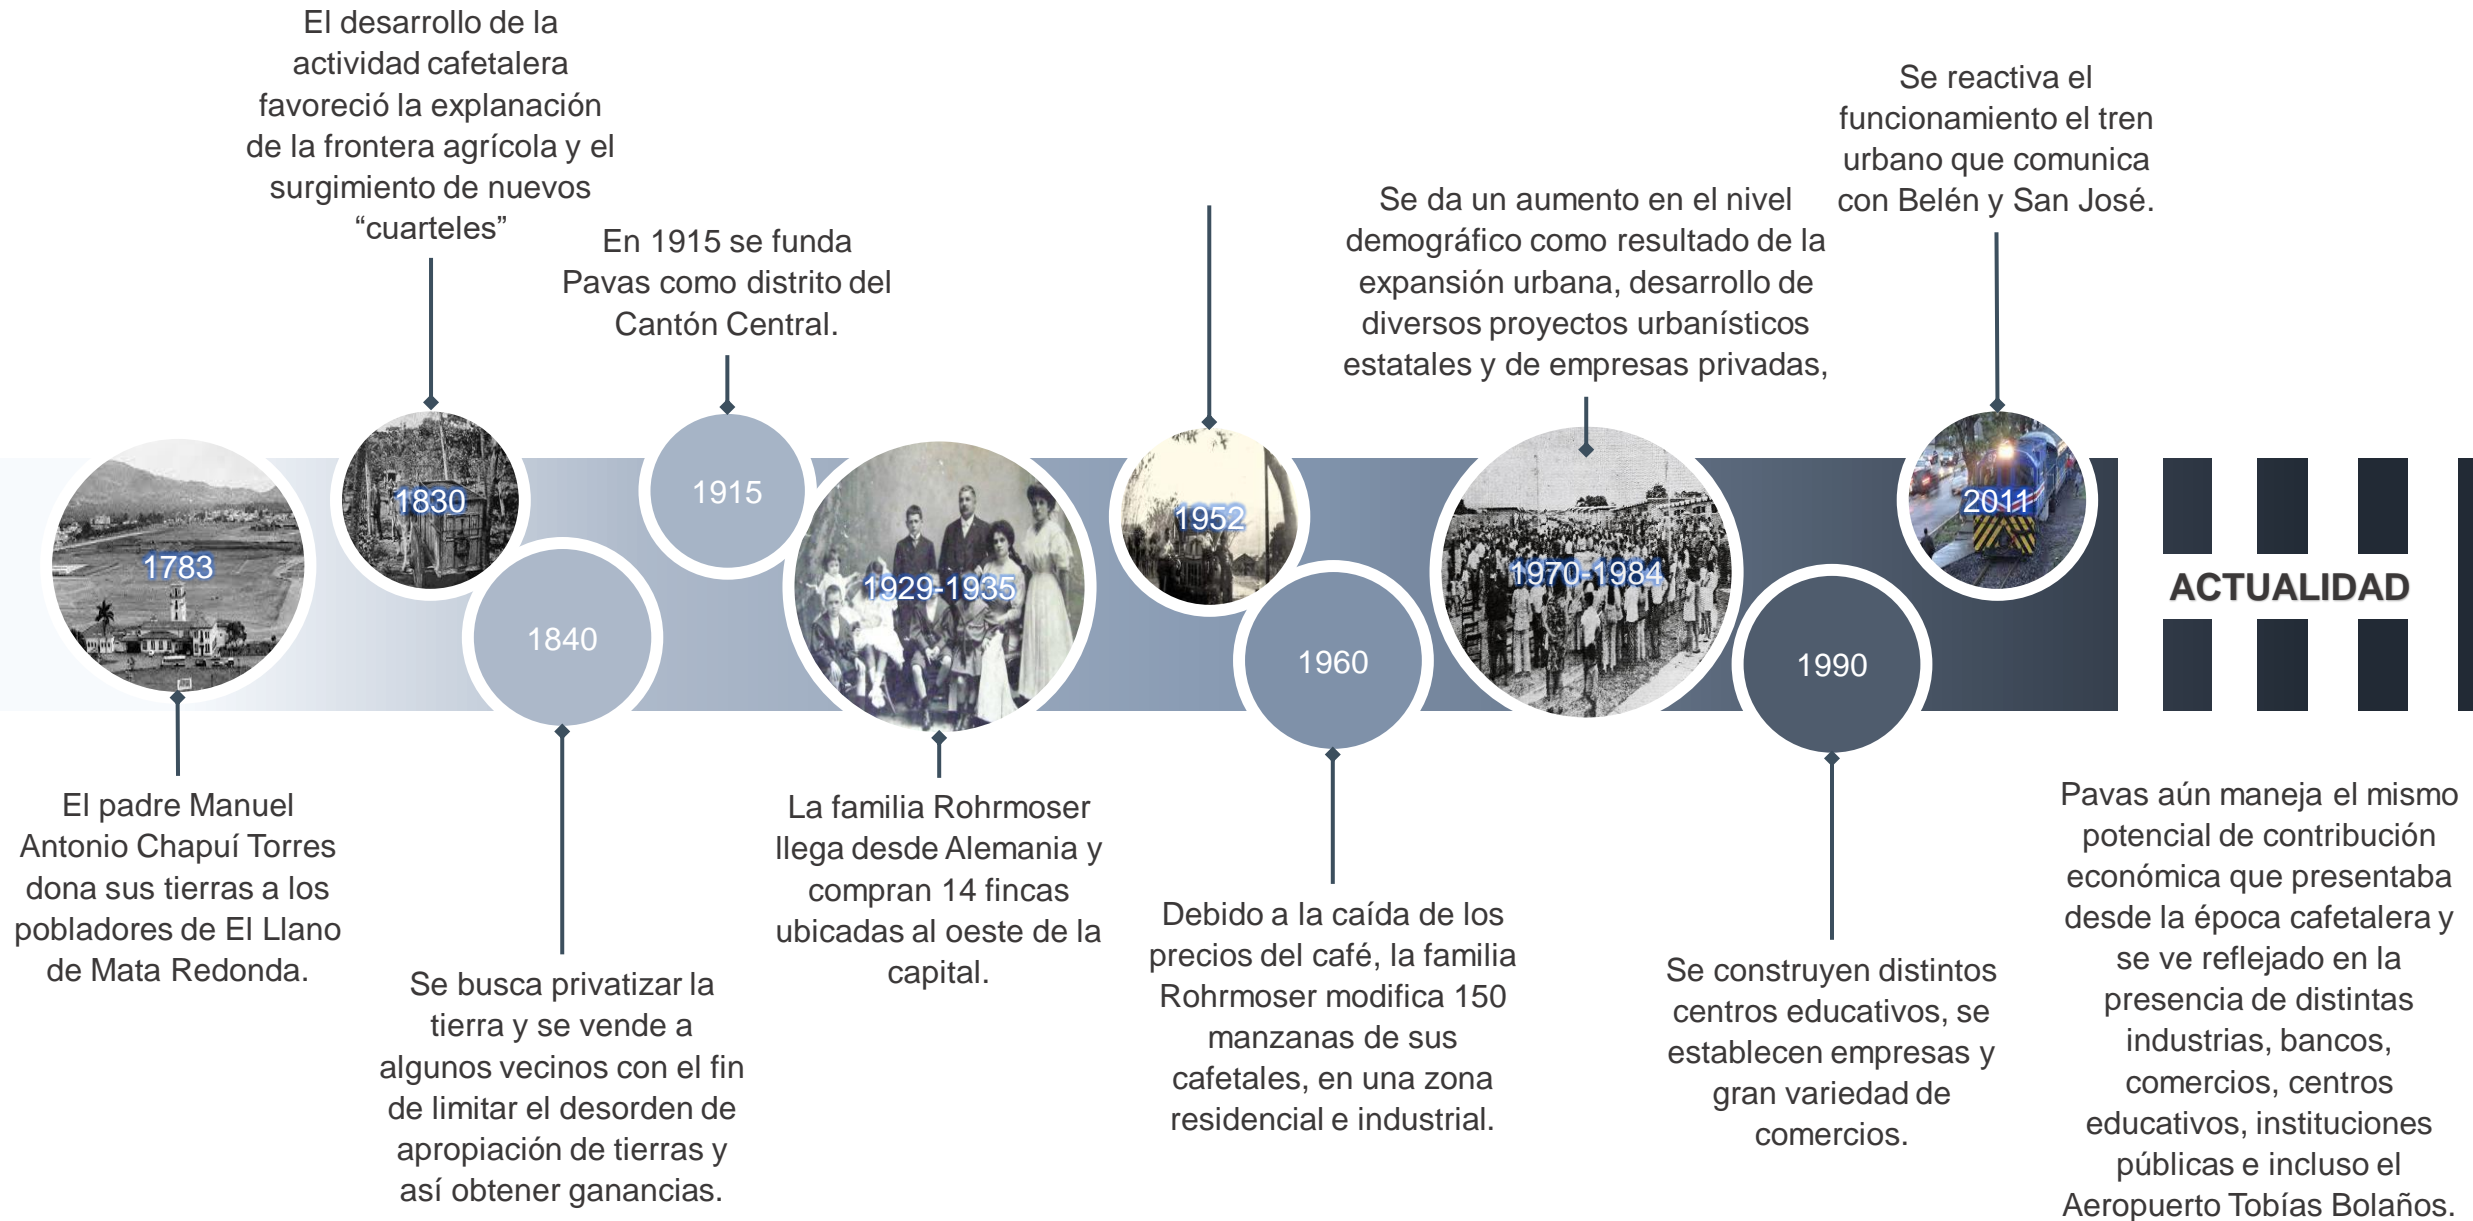 El desarrollo de la
actividad cafetalera
favoreció la explanación
de la frontera agrícola y el
surgimiento de nuevos
“cuarteles”
En 1915 se funda
Pavas como distrito del
Cantón Central.
Se da un aumento en el nivel
demográfico como resultado de la
expansión urbana, desarrollo de
diversos proyectos urbanísticos
estatales y de empresas privadas,
Se reactiva el
funcionamiento el tren
urbano que comunica
con Belén y San José.
1783
1830
1840
1915
1929-1935
1952
1960
1970-1984
1990
2011
ACTUALIDAD
El padre Manuel
Antonio Chapuí Torres
dona sus tierras a los
pobladores de El Llano
de Mata Redonda.
Se busca privatizar la
tierra y se vende a
algunos vecinos con el fin
de limitar el desorden de
apropiación de tierras y
así obtener ganancias.
La familia Rohrmoser
llega desde Alemania y
compran 14 fincas
ubicadas al oeste de la
capital.
Debido a la caída de los
precios del café, la familia
Rohrmoser modifica 150
manzanas de sus
cafetales, en una zona
residencial e industrial.
Se construyen distintos
centros educativos, se
establecen empresas y
gran variedad de
comercios.
Pavas aún maneja el mismo
potencial de contribución
económica que presentaba
desde la época cafetalera y
se ve reflejado en la
presencia de distintas
industrias, bancos,
comercios, centros
educativos, instituciones
públicas e incluso el
Aeropuerto Tobías Bolaños.